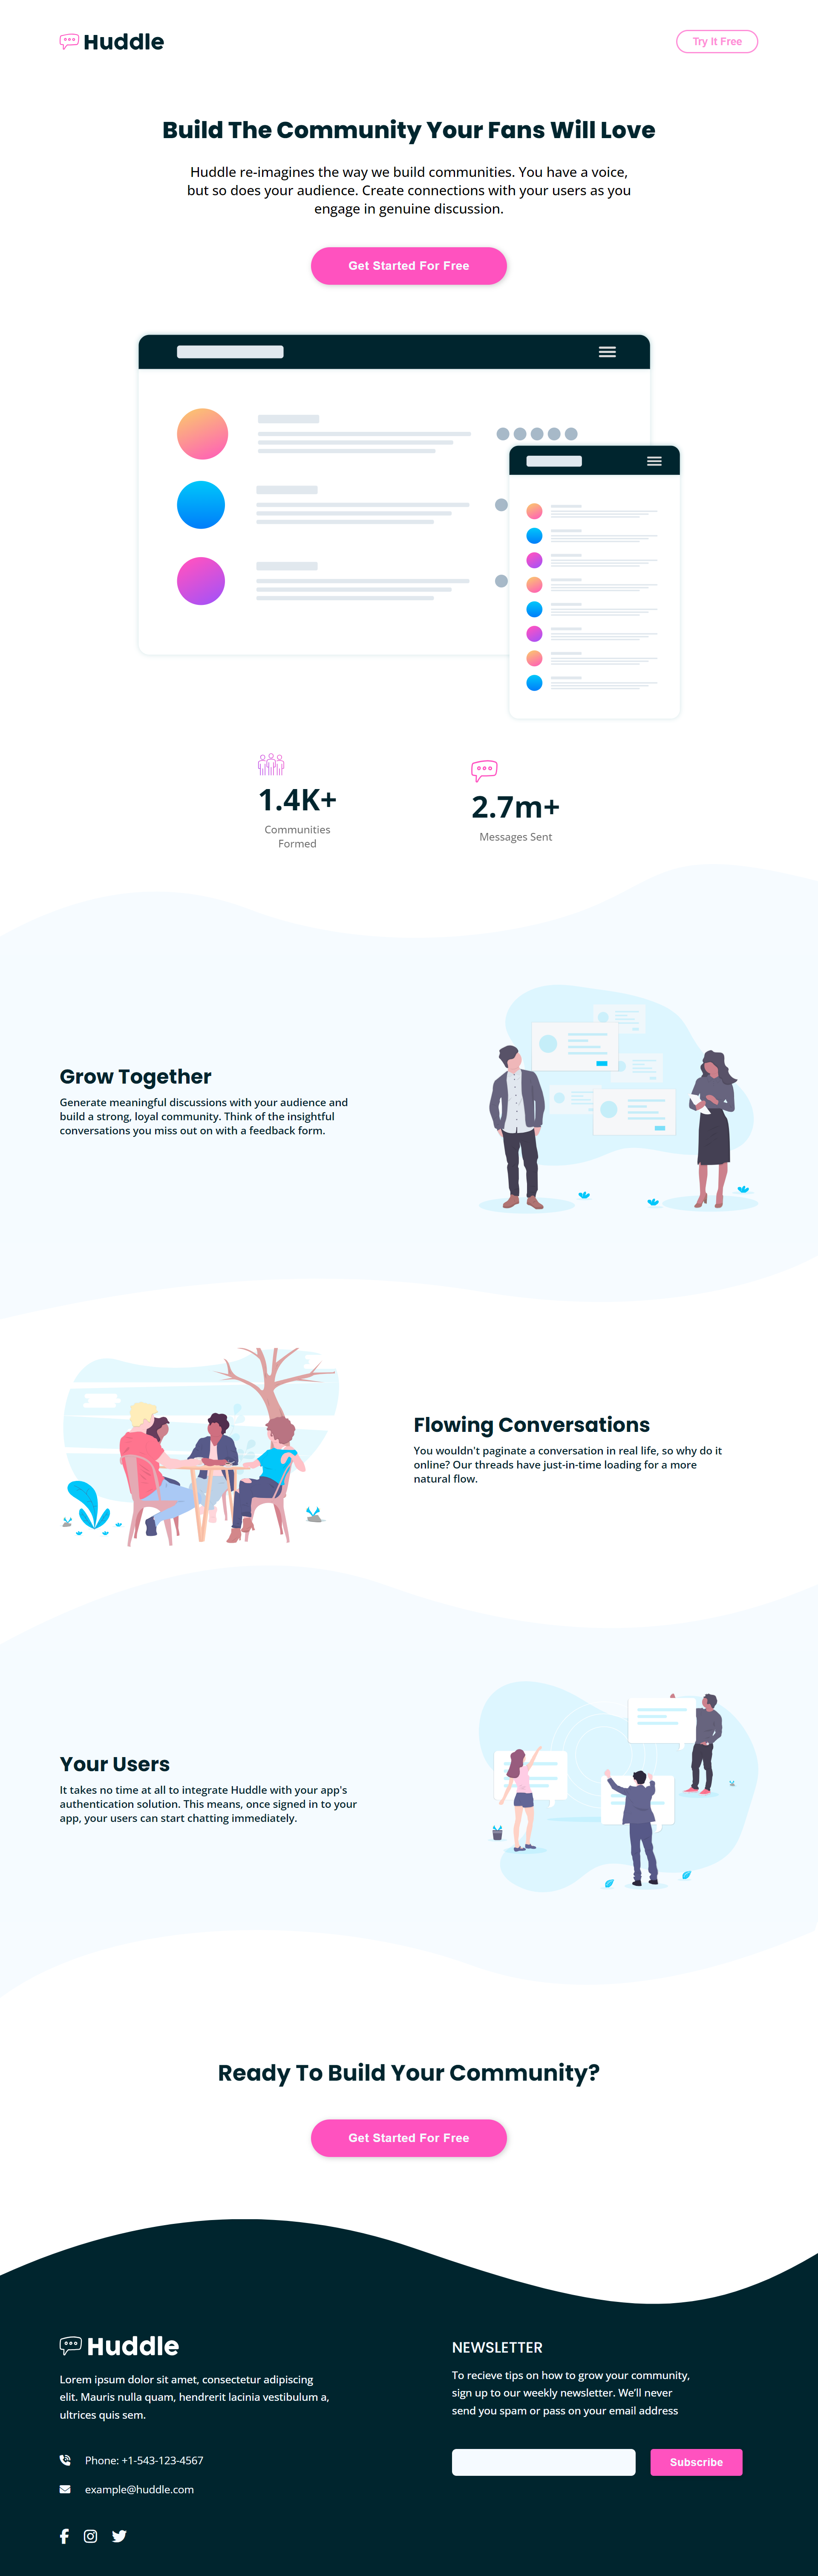 Huddle
Try It Free
Build The Community Your Fans Will Love
Huddle re-imagines the way we build communities. You have a voice,
but so does your audience. Create connections with your users as you
engage in genuine discussion.
Get Started For Free
1.4K+
Communities
Formed
2.7m+
Messages Sent
Grow Together
Generate meaningful discussions with your audience and
build a strong, loyal community. Think of the insightful
conversations you miss out on with a feedback form.
Flowing Conversations
You wouldn't paginate a conversation in real life, so why do it
online? Our threads have just-in-time loading for a more
natural flow.
Your Users
It takes no time at all to integrate Huddle with your app's
authentication solution. This means, once signed in to your
app, your users can start chatting immediately.
Ready To Build Your Community?
Get Started For Free
Huddle
Lorem ipsum dolor sit amet, consectetur adipiscing
elit. Mauris nulla quam, hendrerit lacinia vestibulum a,
ultrices quis sem.
Phone: +1-543-123-4567
example@huddle.com
NEWSLETTER
To recieve tips on how to grow your community,
sign up to our weekly newsletter. We'll never
send you spam or pass on your email address
Subscribe